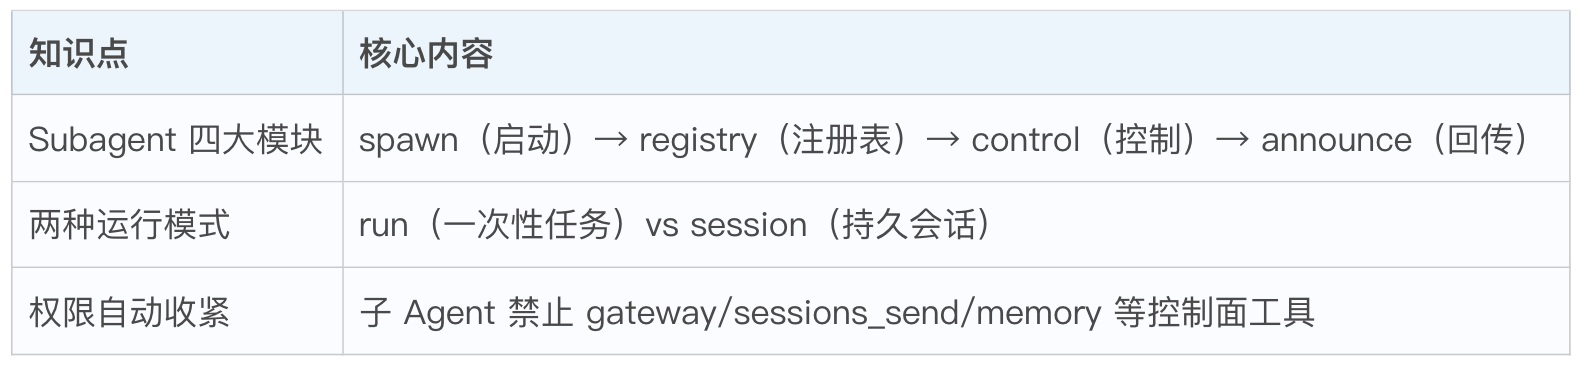 知识点 核心内容
Subagent 四大模块 spawn（启动）→ registry（注册表）→ control（控制）→ announce（回传）
两种运行模式 run（一次性任务）vs session（持久会话）
权限自动收紧 子 Agent 禁止 gateway/sessions_send/memory 等控制面工具